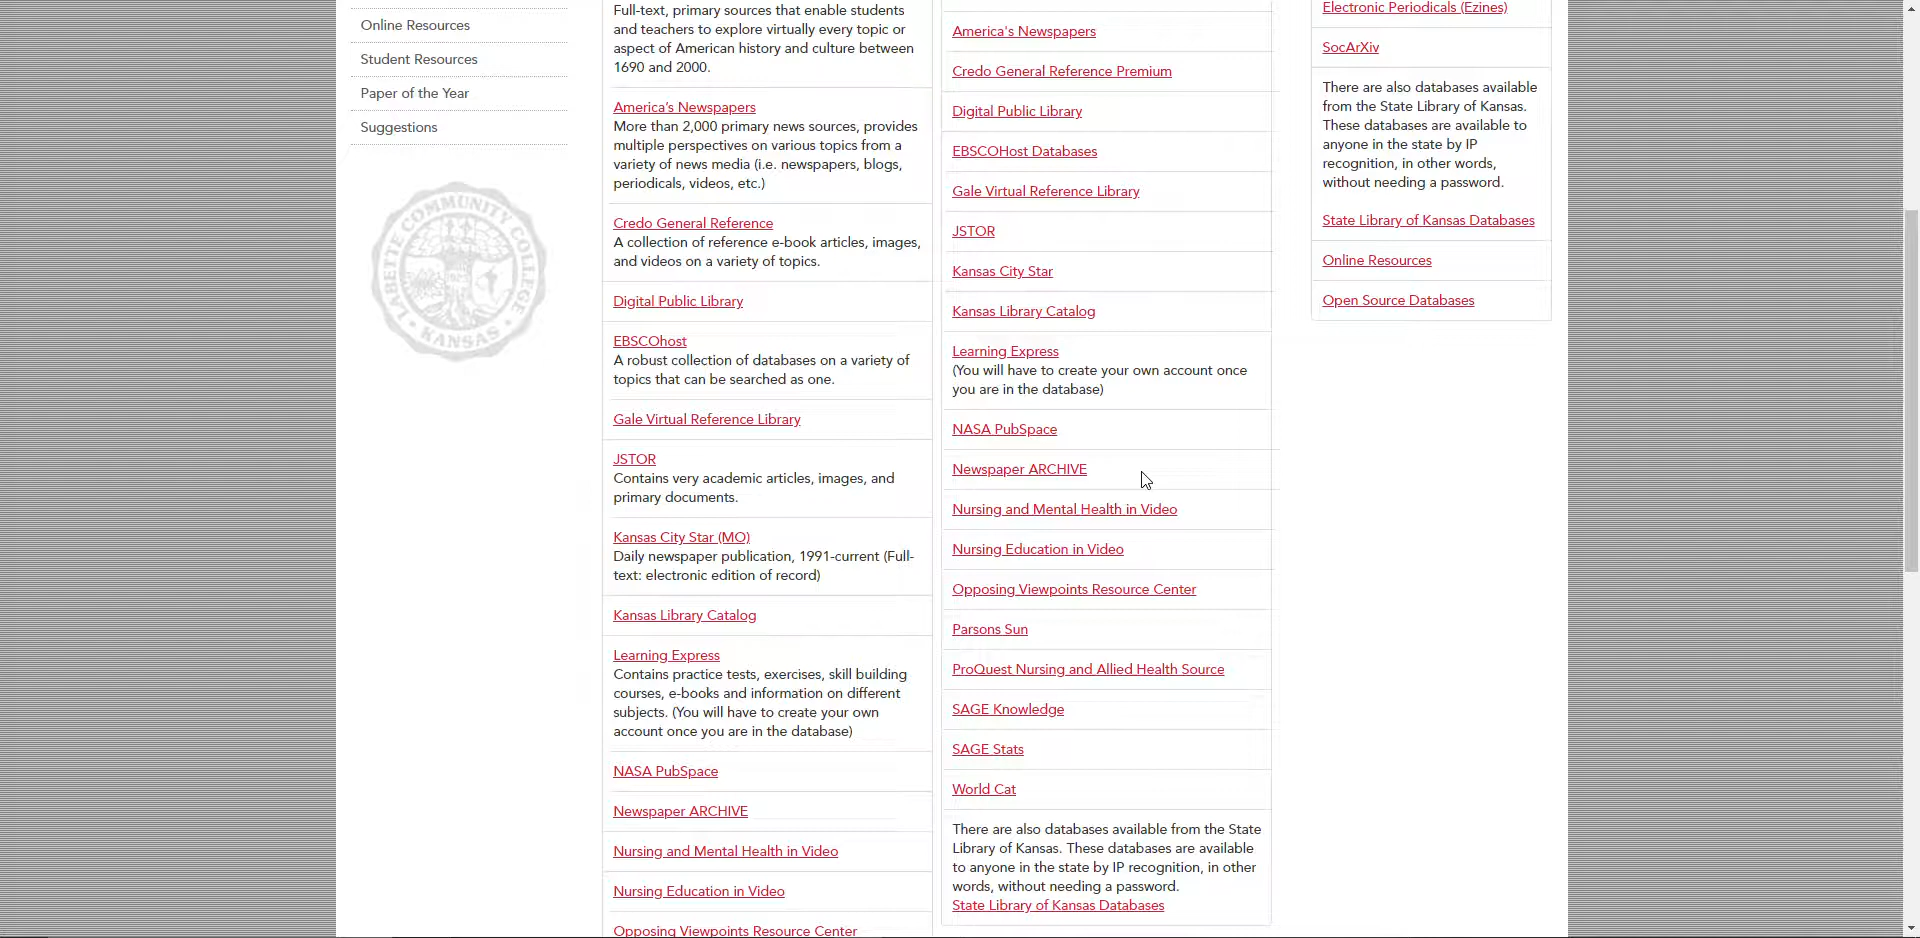 Online Resources
Student Resources
Paper of the Year
Suggestions
LABETTE COMMUNITY COLLEGE
• KANSAS •
Full-text, primary sources that enable students
and teachers to explore virtually every topic or
aspect of American history and culture between
1690 and 2000.
America's Newspapers
More than 2,000 primary news sources, provides
multiple perspectives on various topics from a
variety of news media (i.e. newspapers, blogs,
periodicals, videos, etc.)
Credo General Reference
A collection of reference e-book articles, images,
and videos on a variety of topics.
Digital Public Library
EBSCOhost
A robust collection of databases on a variety of
topics that can be searched as one.
Gale Virtual Reference Library
JSTOR
Contains very academic articles, images, and
primary documents.
Kansas City Star (MO)
Daily newspaper publication, 1991-current (Full-
text: electronic edition of record)
Kansas Library Catalog
Learning Express
Contains practice tests, exercises, skill building
courses, e-books and information on different
subjects. (You will have to create your own
account once you are in the database)
NASA PubSpace
Newspaper ARCHIVE
Nursing and Mental Health in Video
Nursing Education in Video
Opposing Viewpoints Resource Center
America's Newspapers
Credo General Reference Premium
Digital Public Library
EBSCOHost Databases
Gale Virtual Reference Library
JSTOR
Kansas City Star
Kansas Library Catalog
Learning Express
(You will have to create your own account once
you are in the database)
NASA PubSpace
Newspaper ARCHIVE
Nursing and Mental Health in Video
Nursing Education in Video
Opposing Viewpoints Resource Center
Parsons Sun
ProQuest Nursing and Allied Health Source
SAGE Knowledge
SAGE Stats
World Cat
There are also databases available from the State
Library of Kansas. These databases are available
to anyone in the state by IP recognition, in other
words, without needing a password.
State Library of Kansas Databases
Electronic Periodicals (Ezines)
SocArXiv
There are also databases available
from the State Library of Kansas.
These databases are available to
anyone in the state by IP
recognition, in other words,
without needing a password.
State Library of Kansas Databases
Online Resources
Open Source Databases